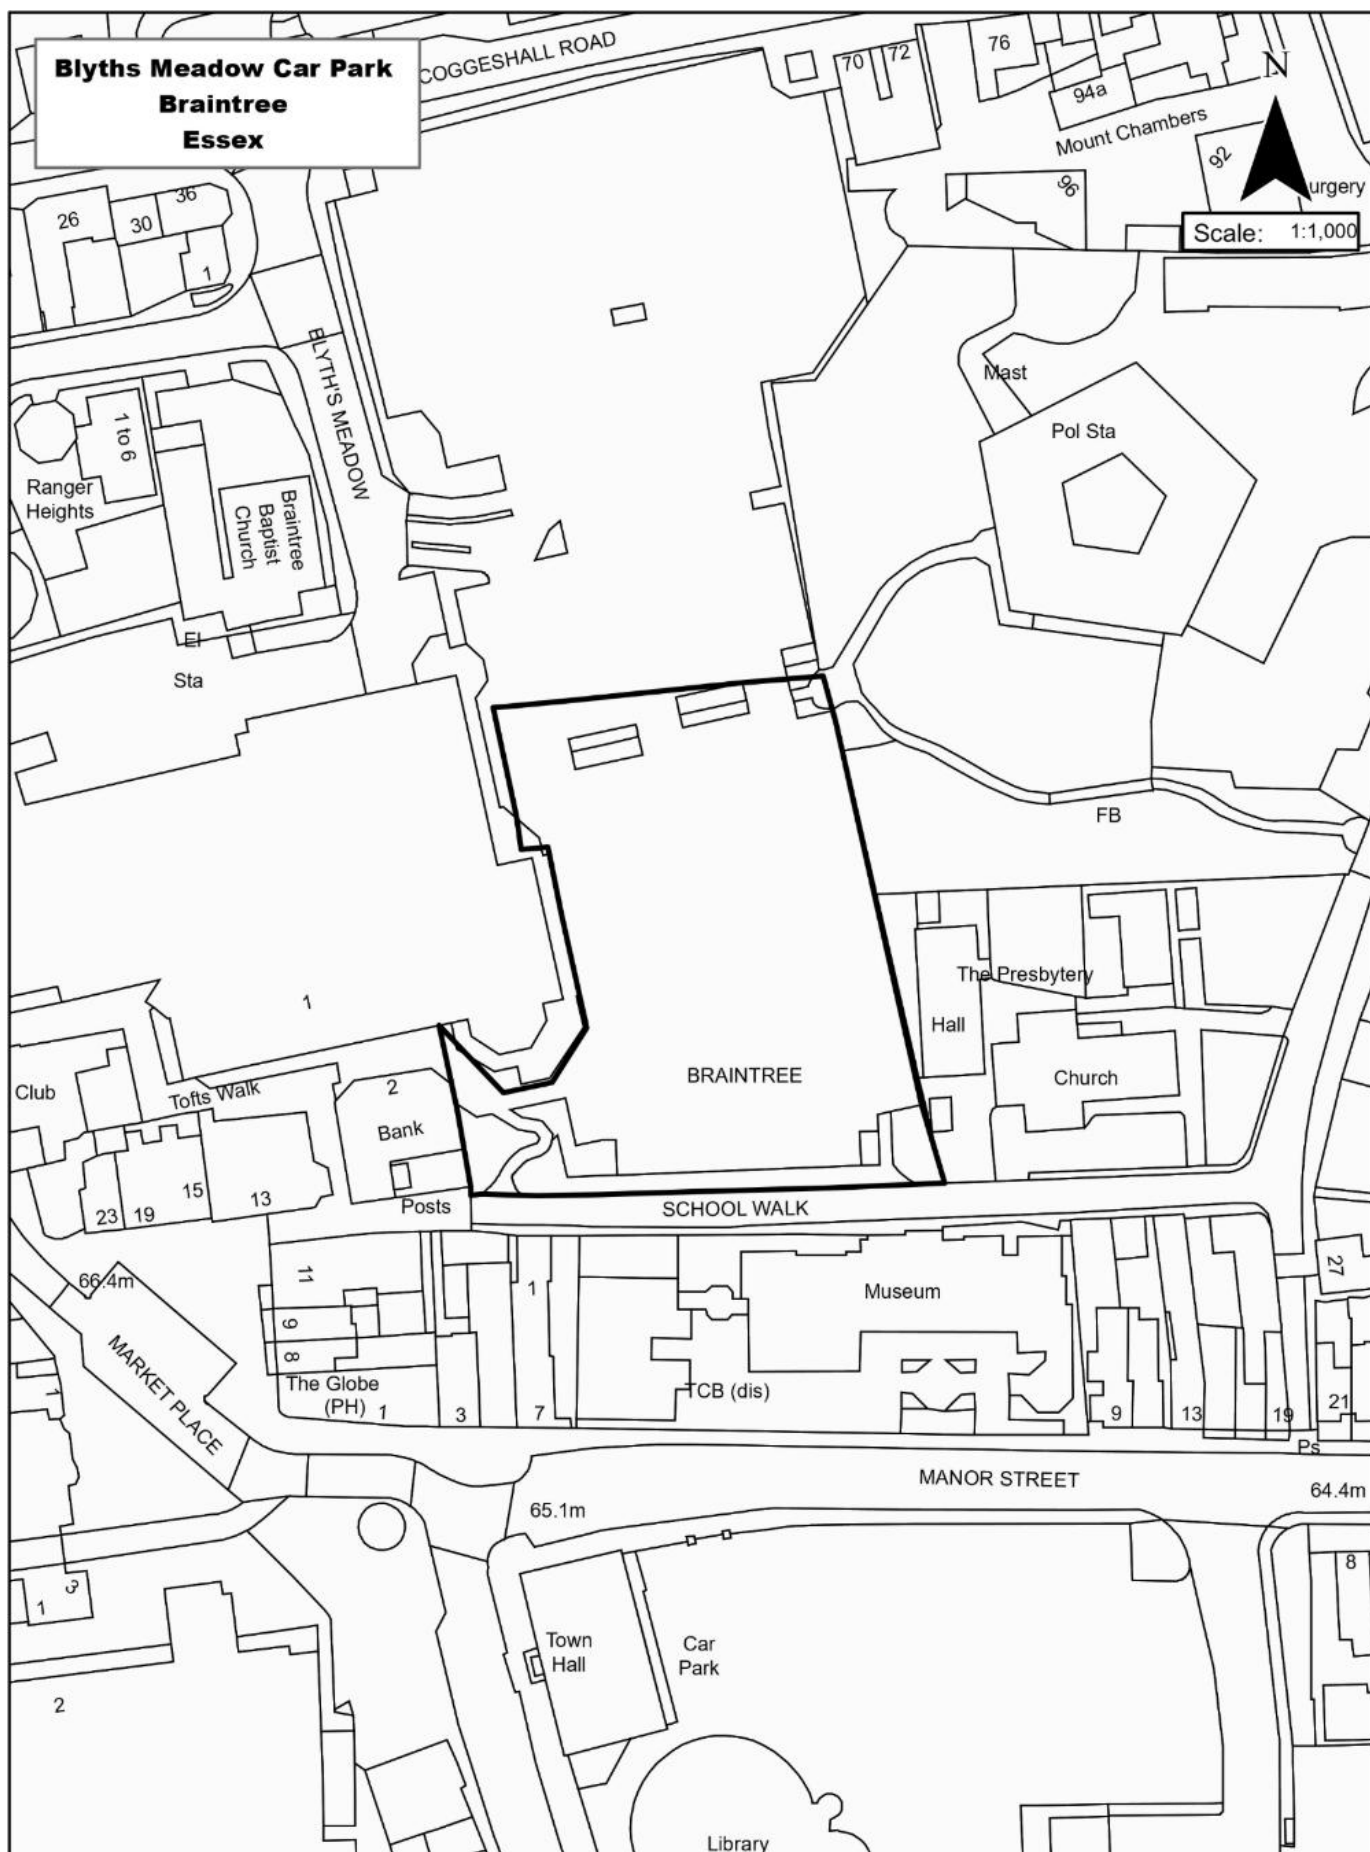 Blyths Meadow Car Park
Braintree
Essex
COGGESHALL ROAD
70
72
76
94a
Mount Chambers
N
92
urgery
96
Scale: 1:1,000
26
30
36
1
BLYTH'S MEADOW
Mast
Pol Sta
1 to 6
Ranger
Heights
Braintree
Baptist
Church
El
Sta
FB
1
The Presbytery
Hall
Church
BRAINTREE
Club
Tofts Walk
2
Bank
23
19
15
13
Posts
SCHOOL WALK
66.4m
11
9
8
1
Museum
27
MARKET PLACE
The Globe
(PH)
1
3
7
TCB (dis)
9
13
19
21
1
Ps
MANOR STREET
65.1m
64.4m
3
1
8
Town
Hall
Car
Park
2
Library